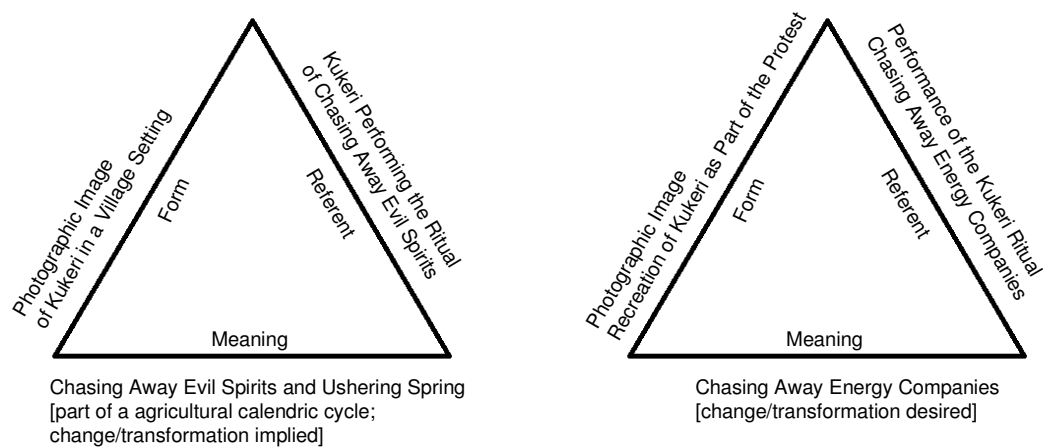 Photographic Image
of Kukeri in a Village Setting
Form
Kukeri Performing the Ritual
of Chasing Away Evil Spirits
Referent
Meaning
Chasing Away Evil Spirits and Ushering Spring
[part of a agricultural calendric cycle;
change/transformation implied]
Photographic Image
Recreation of Kukeri as Part of the Protest
Form
Performance of the Kukeri Ritual
Chasing Away Energy Companies
Referent
Meaning
Chasing Away Energy Companies
[change/transformation desired]